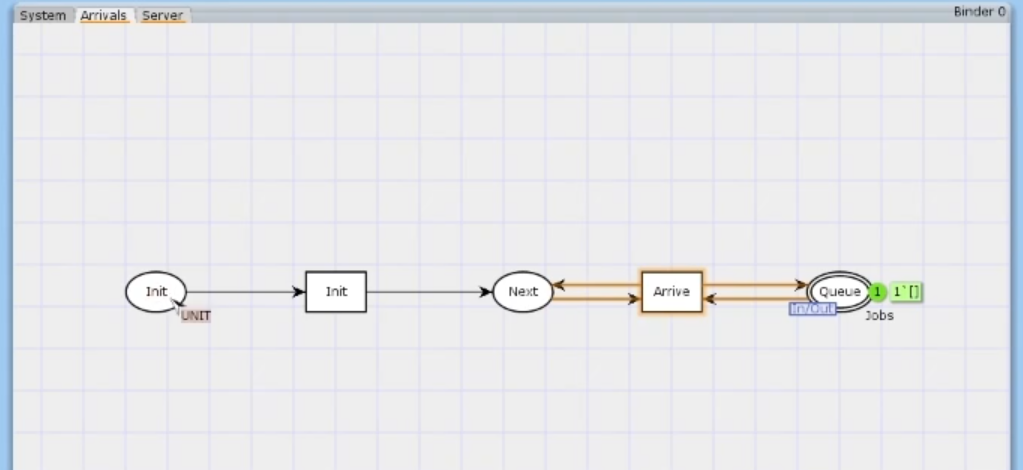 System Arrivals Server Binder 0
Init Init Next Arrive Queue 1 1`[]
In/Out
UNIT Jobs